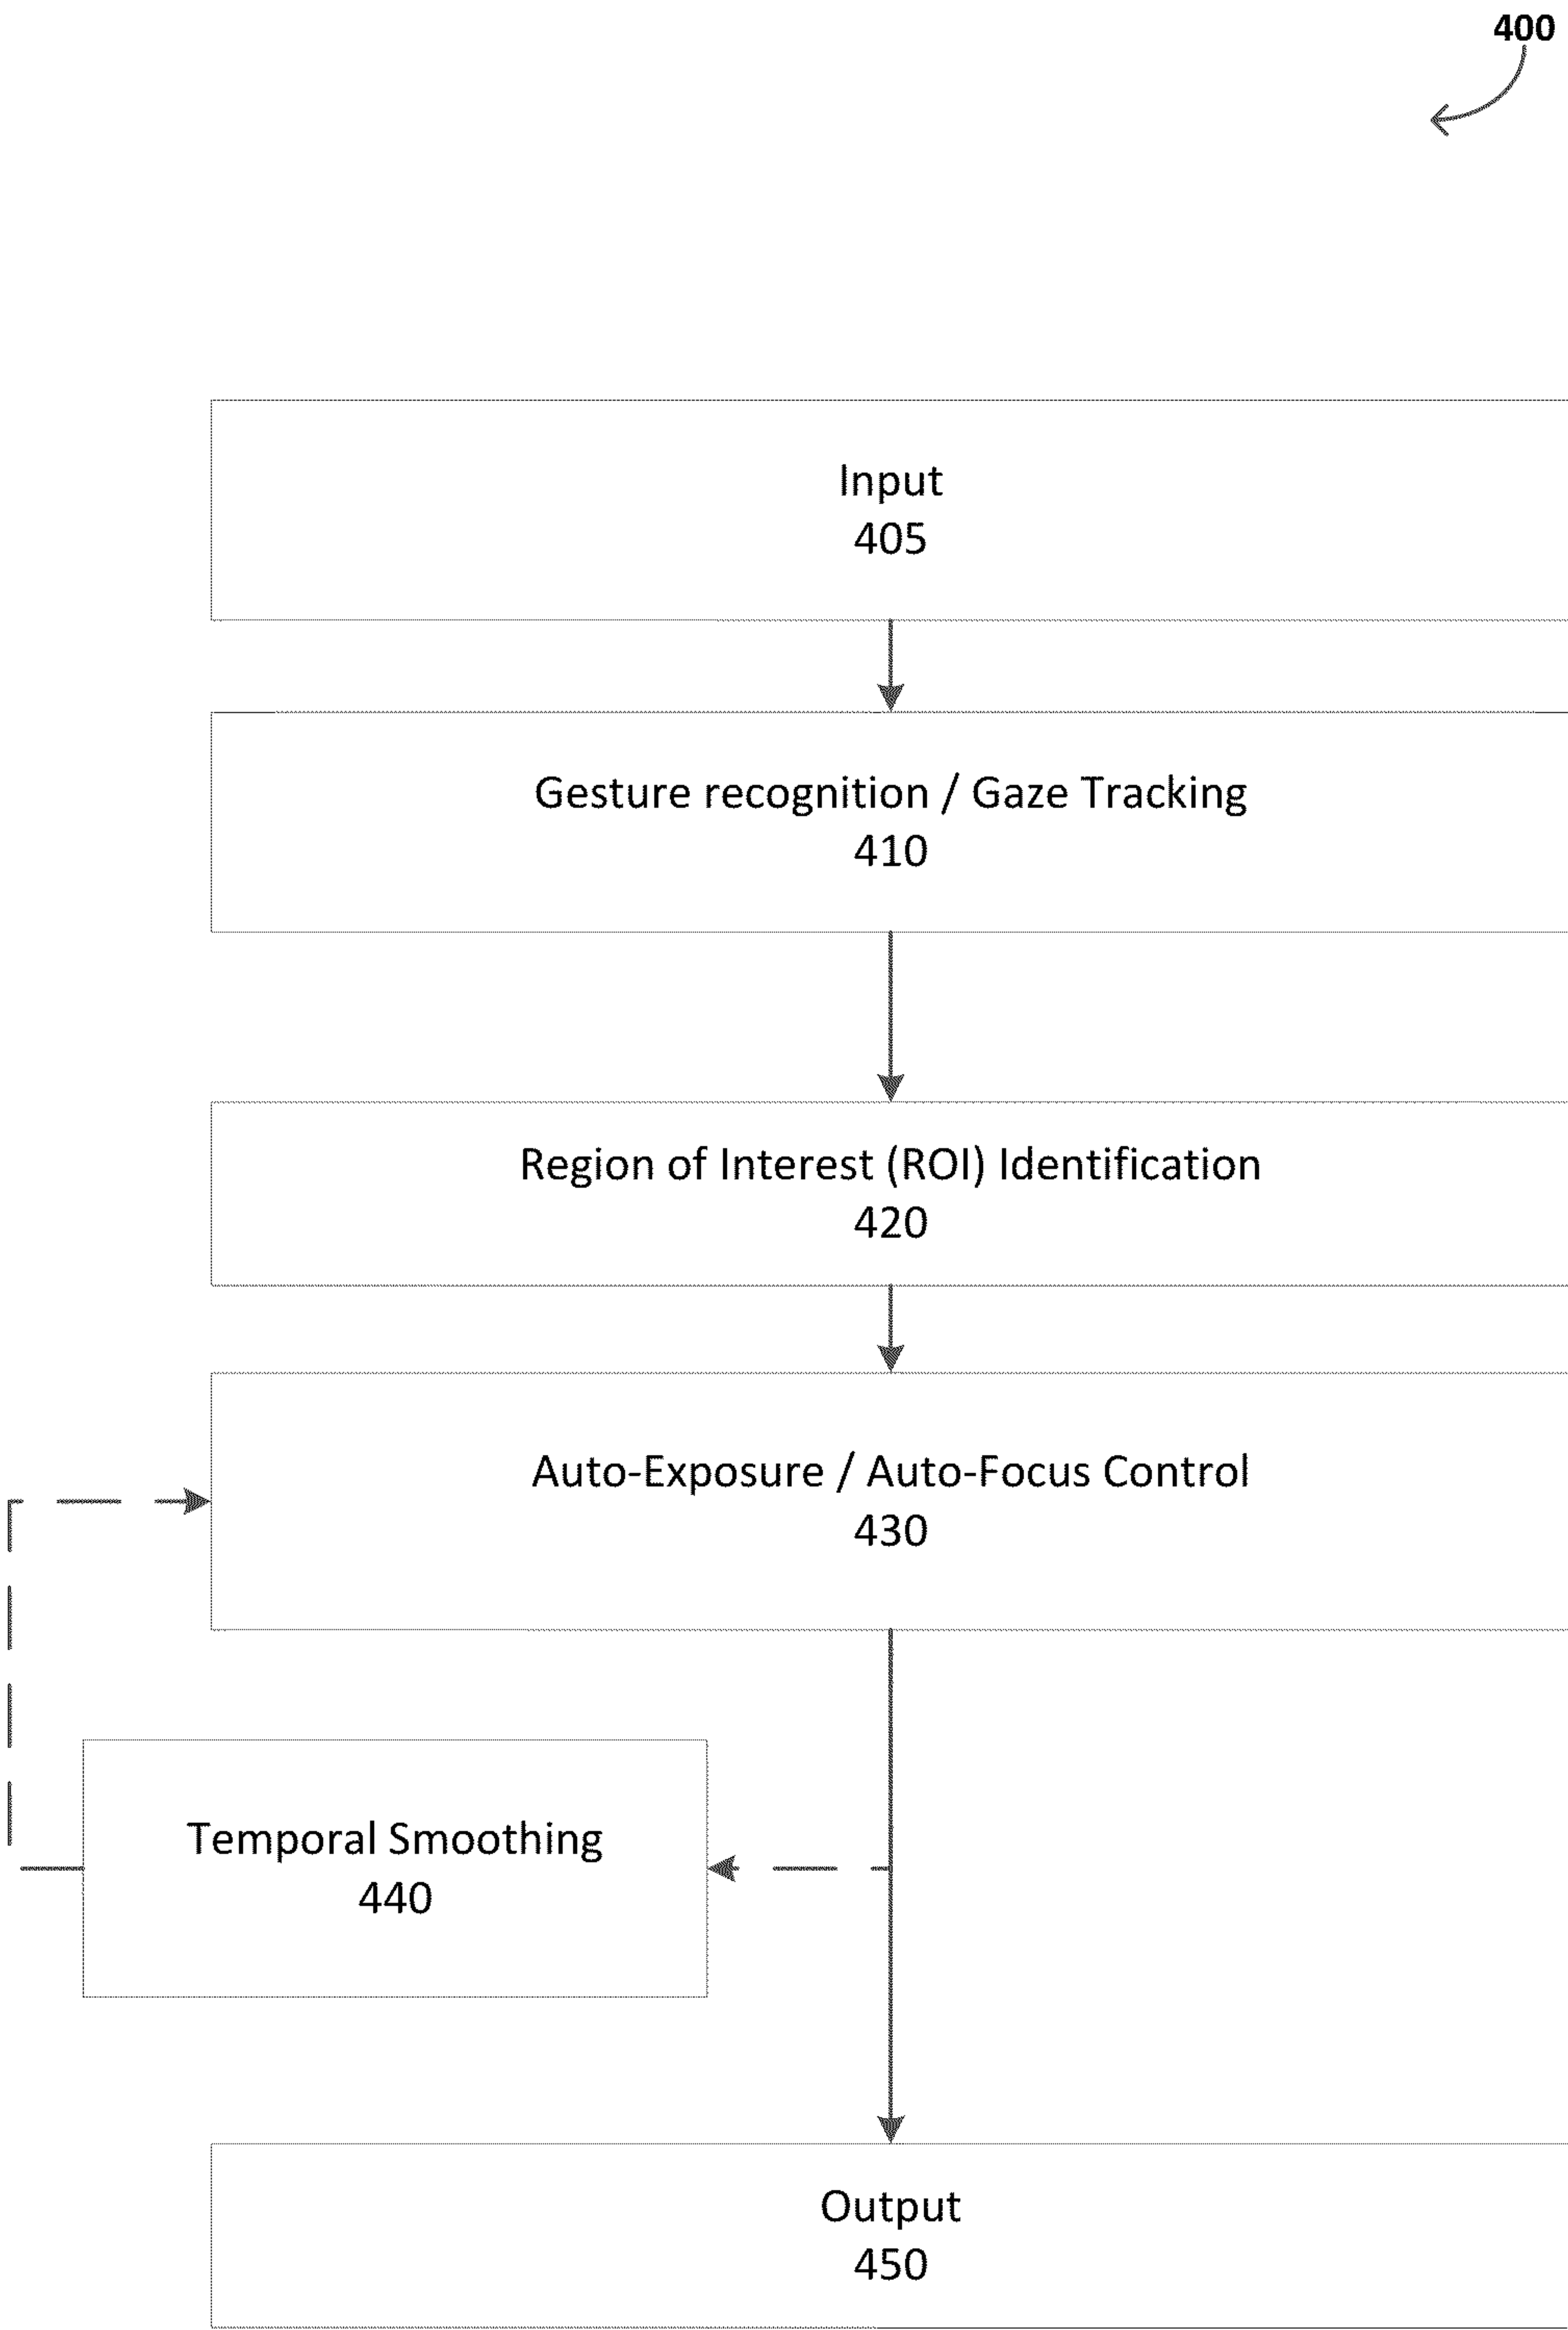 400
Input
405
Gesture recognition / Gaze Tracking
410
Region of Interest (ROI) Identification
420
Auto-Exposure / Auto-Focus Control
430
Temporal Smoothing
440
Output
450